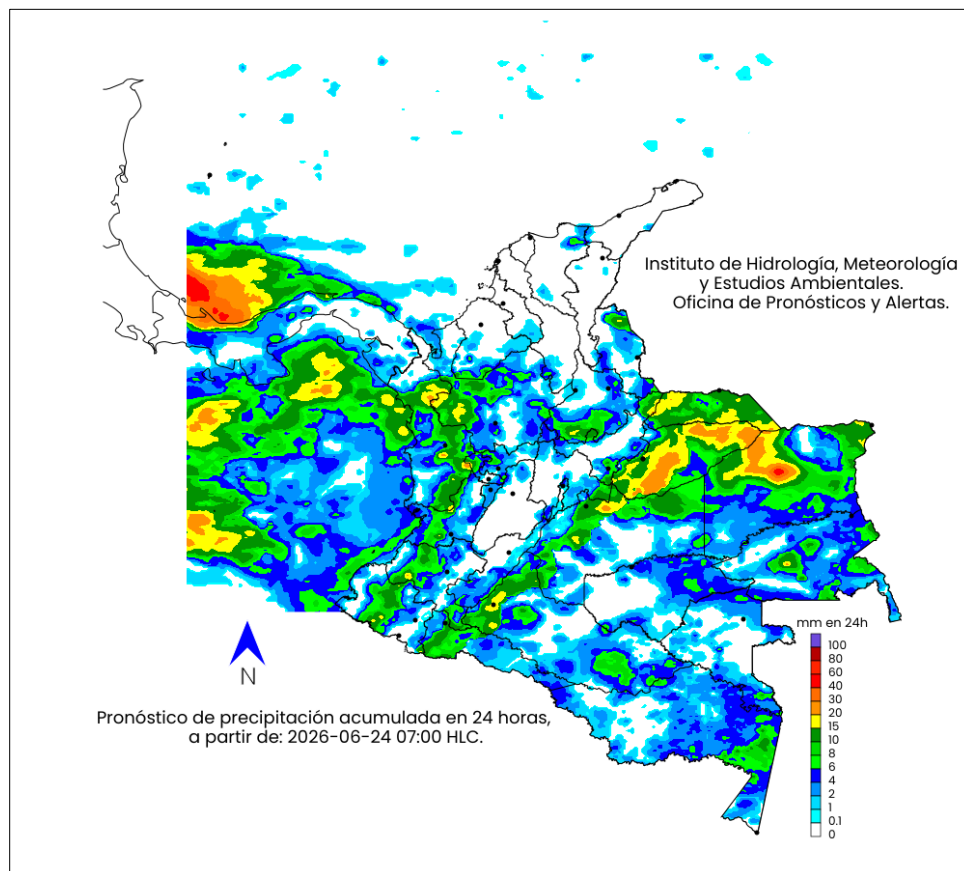 Instituto de Hidrología, Meteorología
y Estudios Ambientales.
Oficina de Pronósticos y Alertas.
mm en 24h
100
80
60
40
30
20
15
10
8
6
4
2
1
0.1
0
N
Pronóstico de precipitación acumulada en 24 horas,
a partir de: 2026-06-24 07:00 HLC.